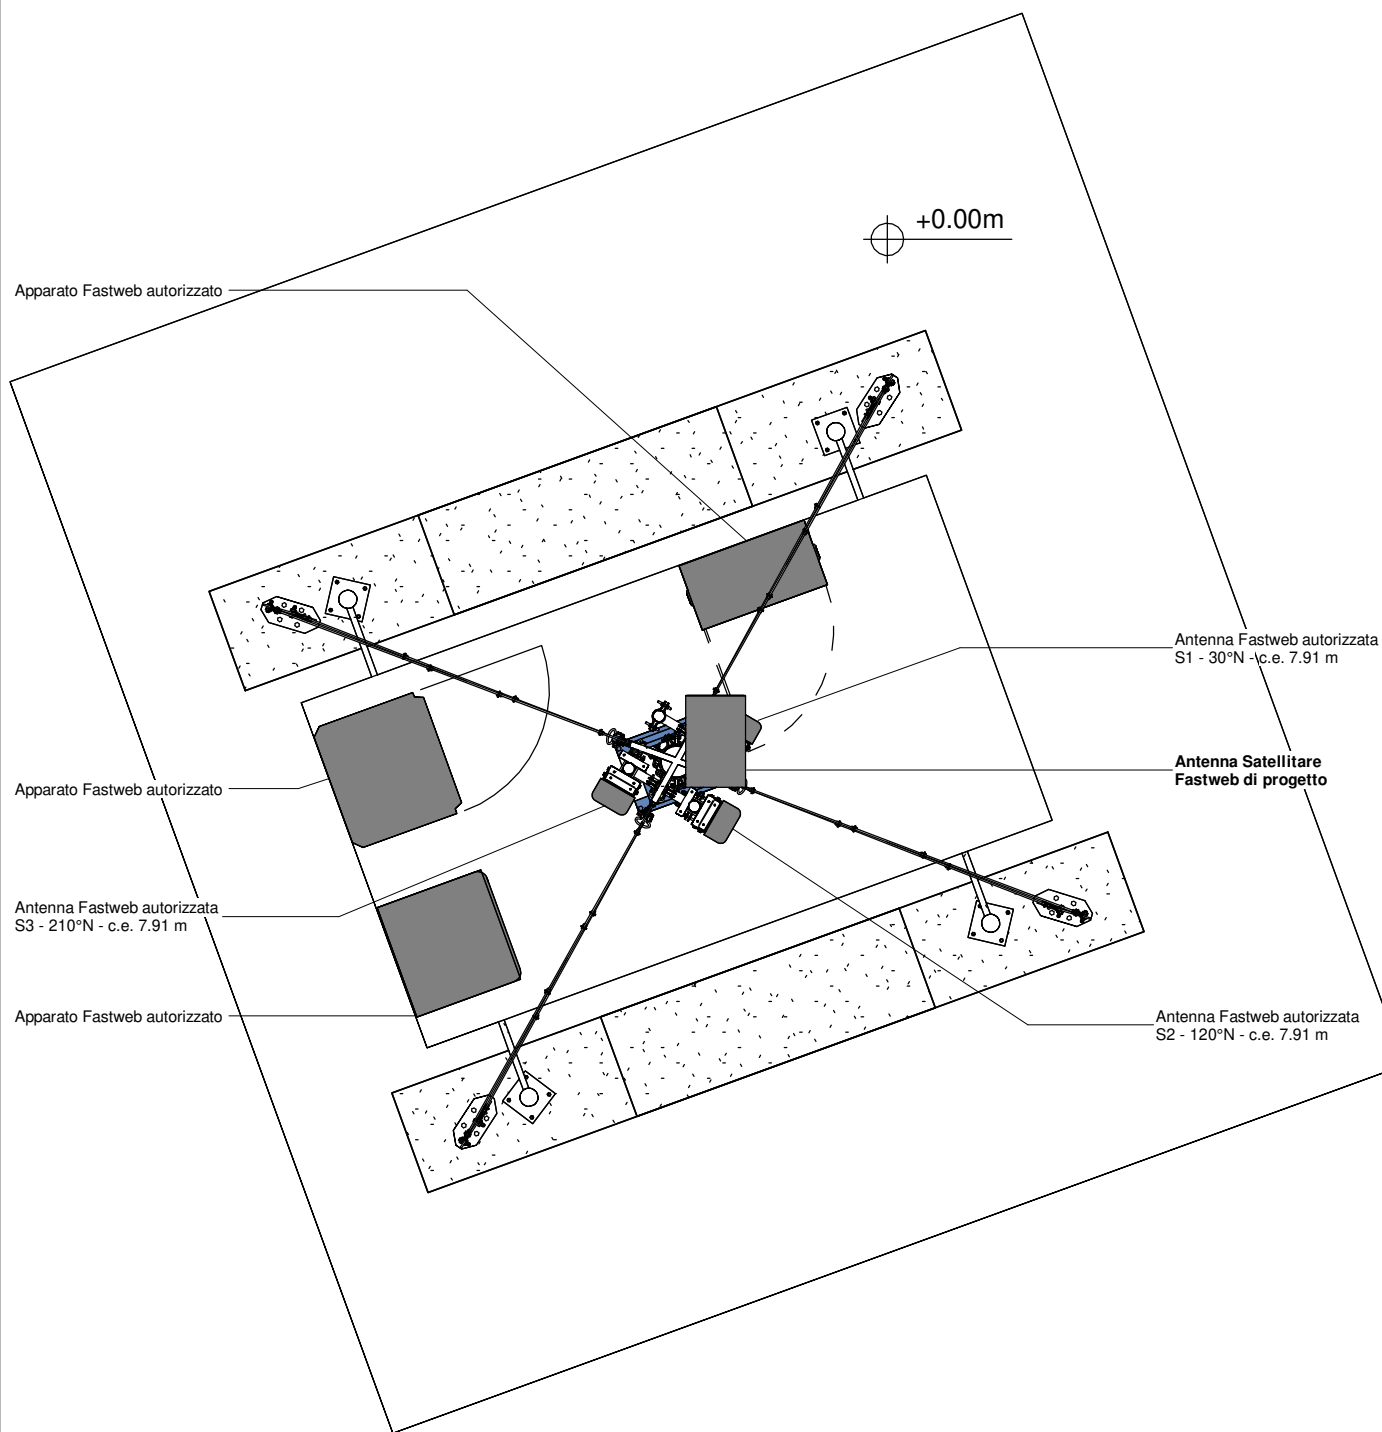 +0.00m
Apparato Fastweb autorizzato
Antenna Fastweb autorizzata
S1 - 30°N - c.e. 7.91 m
Antenna Satellitare
Fastweb di progetto
Apparato Fastweb autorizzato
Antenna Fastweb autorizzata
S3 - 210°N - c.e. 7.91 m
Apparato Fastweb autorizzato
Antenna Fastweb autorizzata
S2 - 120°N - c.e. 7.91 m